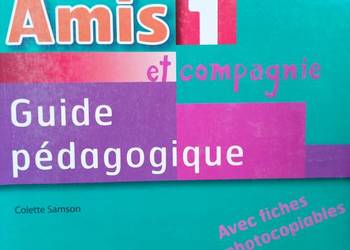 Amis 1
et compagnie
Guide
pédagogique
Colette Samson
Avec fiches
photocopiables